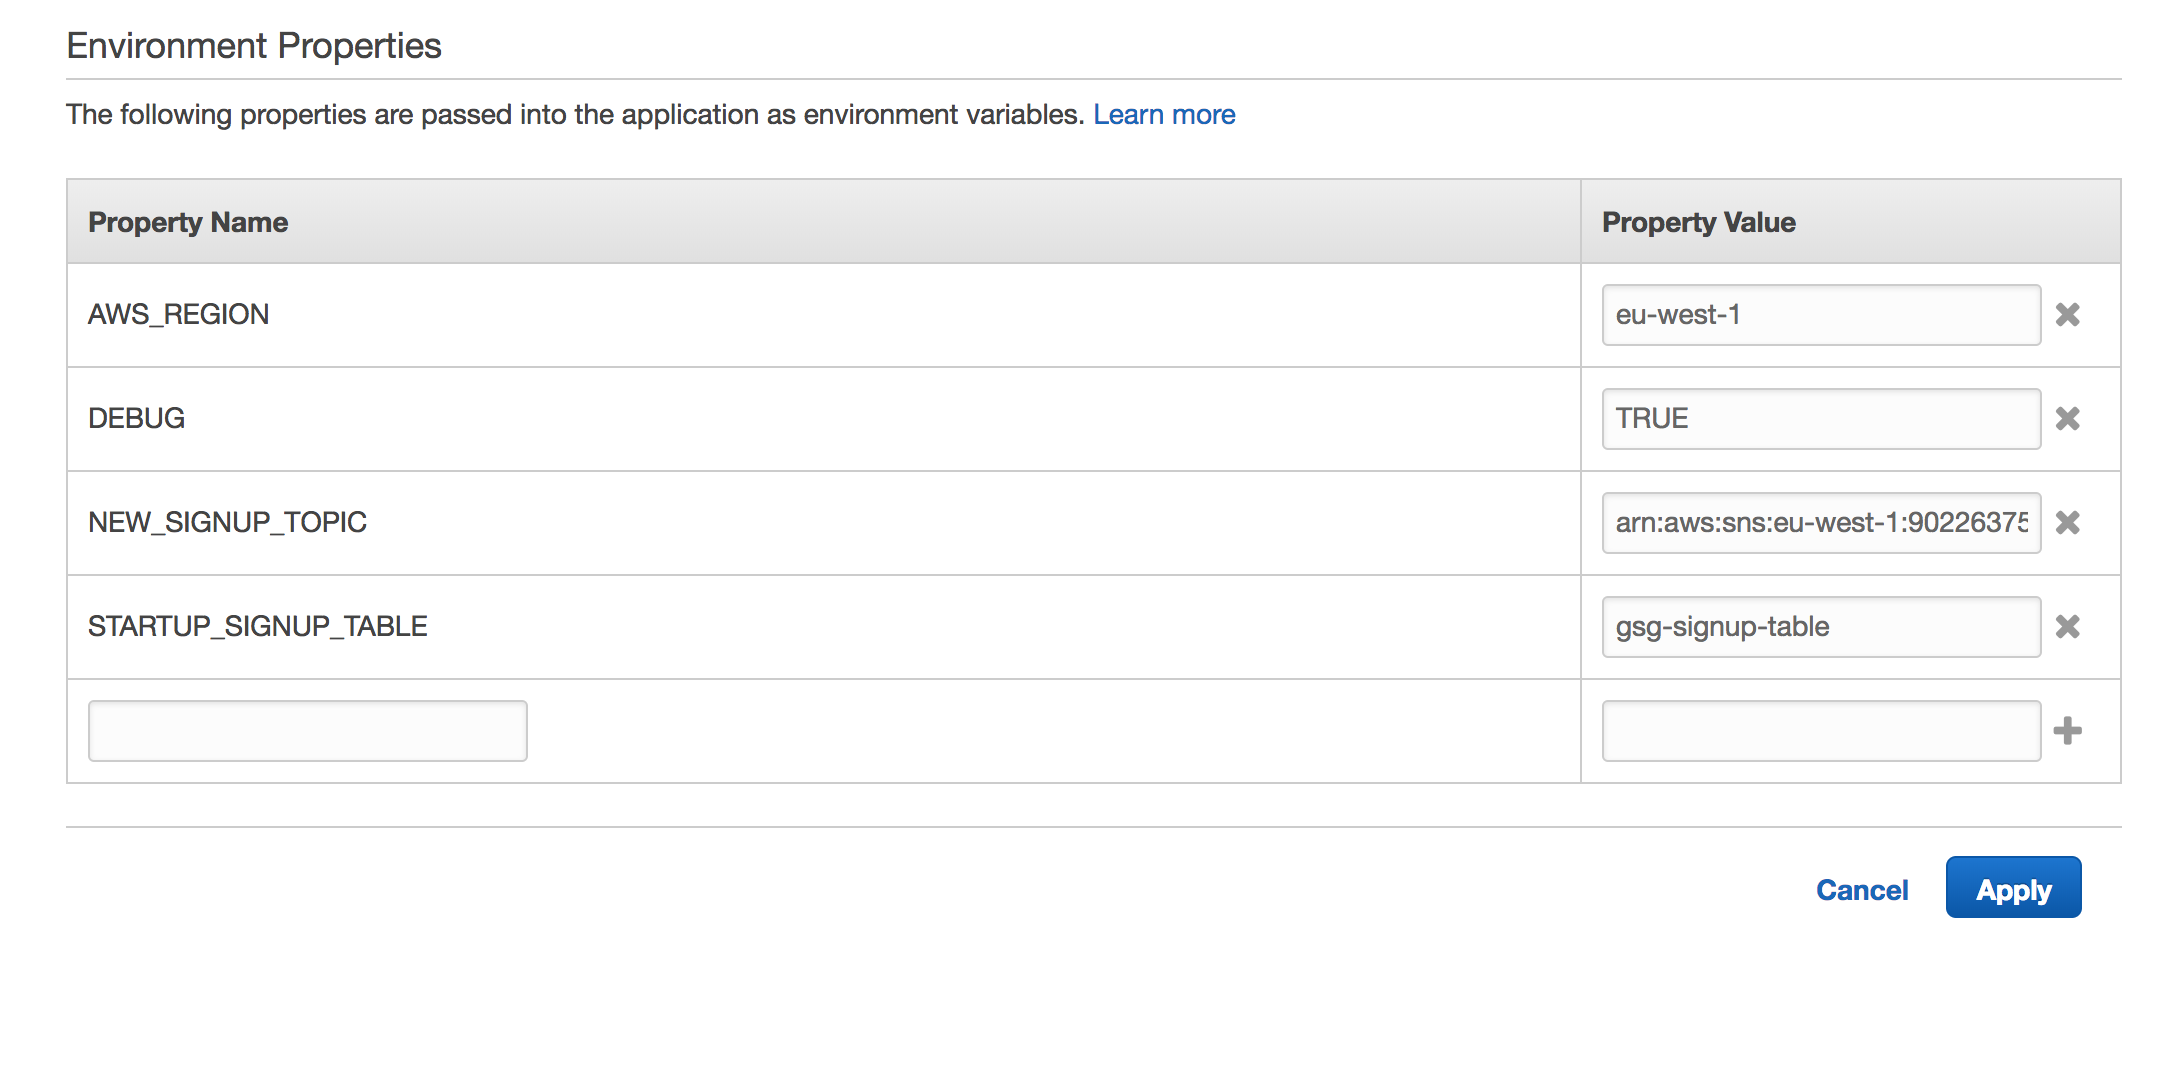 Environment Properties
The following properties are passed into the application as environment variables. Learn more
Property Name Property Value
AWS_REGION eu-west-1
DEBUG TRUE
NEW_SIGNUP_TOPIC arn:aws:sns:eu-west-1:90226375
STARTUP_SIGNUP_TABLE gsg-signup-table
Cancel Apply